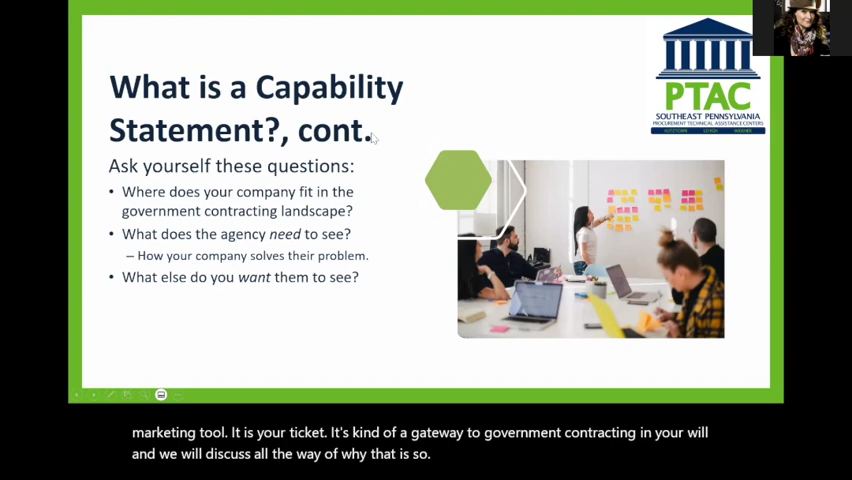 What is a Capability
Statement?, cont.
Ask yourself these questions:
• Where does your company fit in the
government contracting landscape?
• What does the agency need to see?
– How your company solves their problem.
• What else do you want them to see?
PTAC
SOUTHEAST PENNSYLVANIA
PROCUREMENT TECHNICAL ASSISTANCE CENTERS
KUTZTOWN LEHIGH WIDENER
marketing tool. It is your ticket. It's kind of a gateway to government contracting in your will
and we will discuss all the way of why that is so.